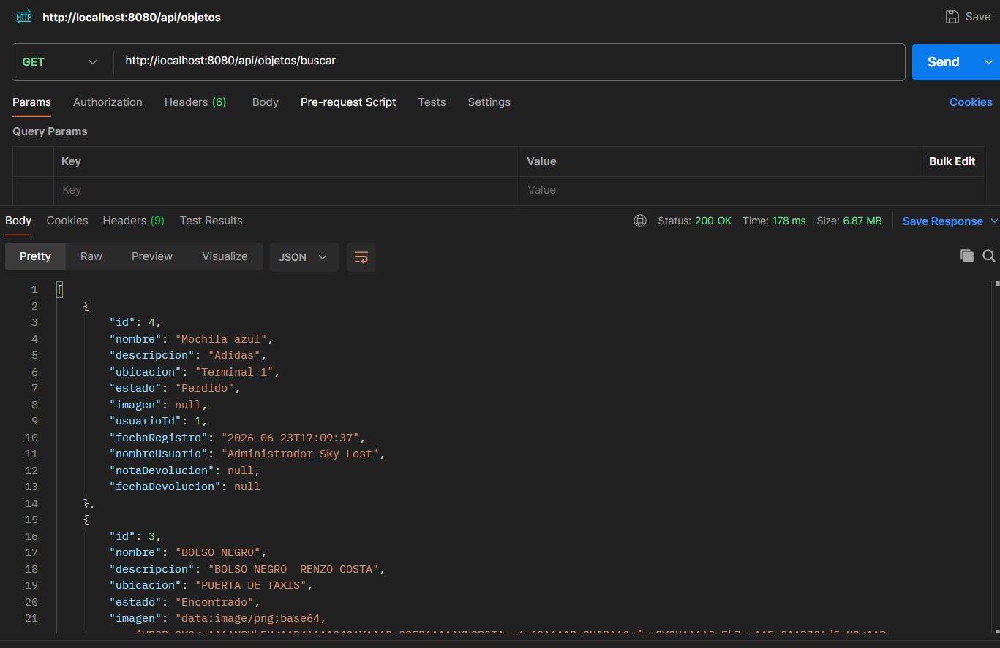 HTTP http://localhost:8080/api/objetos Save
GET http://localhost:8080/api/objetos/buscar Send
Params Authorization Headers (6) Body Pre-request Script Tests Settings Cookies
Query Params
Key Value Bulk Edit
Key Value
Body Cookies Headers (9) Test Results Status: 200 OK Time: 178 ms Size: 6.87 MB Save Response
Pretty Raw Preview Visualize JSON
1 [
2 {
3 "id": 4,
4 "nombre": "Mochila azul",
5 "descripcion": "Adidas",
6 "ubicacion": "Terminal 1",
7 "estado": "Perdido",
8 "imagen": null,
9 "usuarioId": 1,
10 "fechaRegistro": "2026-06-23T17:09:37",
11 "nombreUsuario": "Administrador Sky Lost",
12 "notaDevolucion": null,
13 "fechaDevolucion": null
14 },
15 {
16 "id": 3,
17 "nombre": "BOLSO NEGRO",
18 "descripcion": "BOLSO NEGRO  RENZO COSTA",
19 "ubicacion": "PUERTA DE TAXIS",
20 "estado": "Encontrado",
21 "imagen": "data:image/png;base64,